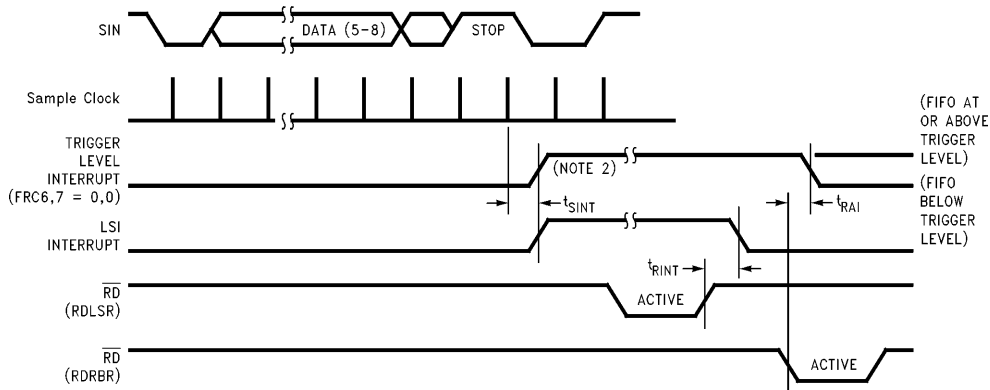 SIN
DATA (5-8)
STOP
Sample Clock
TRIGGER
LEVEL
INTERRUPT
(FRC6,7 = 0,0)
(NOTE 2)
(FIFO AT
OR ABOVE
TRIGGER
LEVEL)
(FIFO
BELOW
TRIGGER
LEVEL)
tSINT
tRAI
LSI
INTERRUPT
tRINT
RD
(RDLSR)
ACTIVE
RD
(RDRBR)
ACTIVE